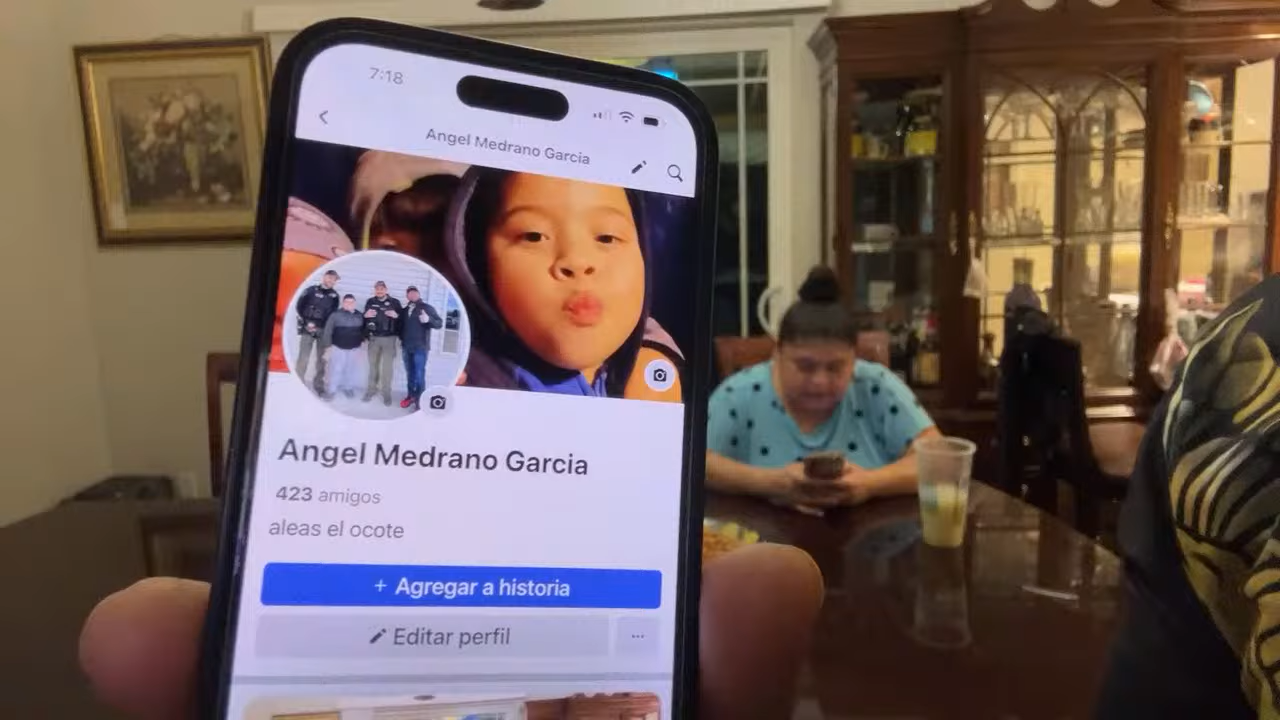 7:18
Angel Medrano Garcia
Angel Medrano Garcia
423 amigos
aleas el ocote
+ Agregar a historia
Editar perfil